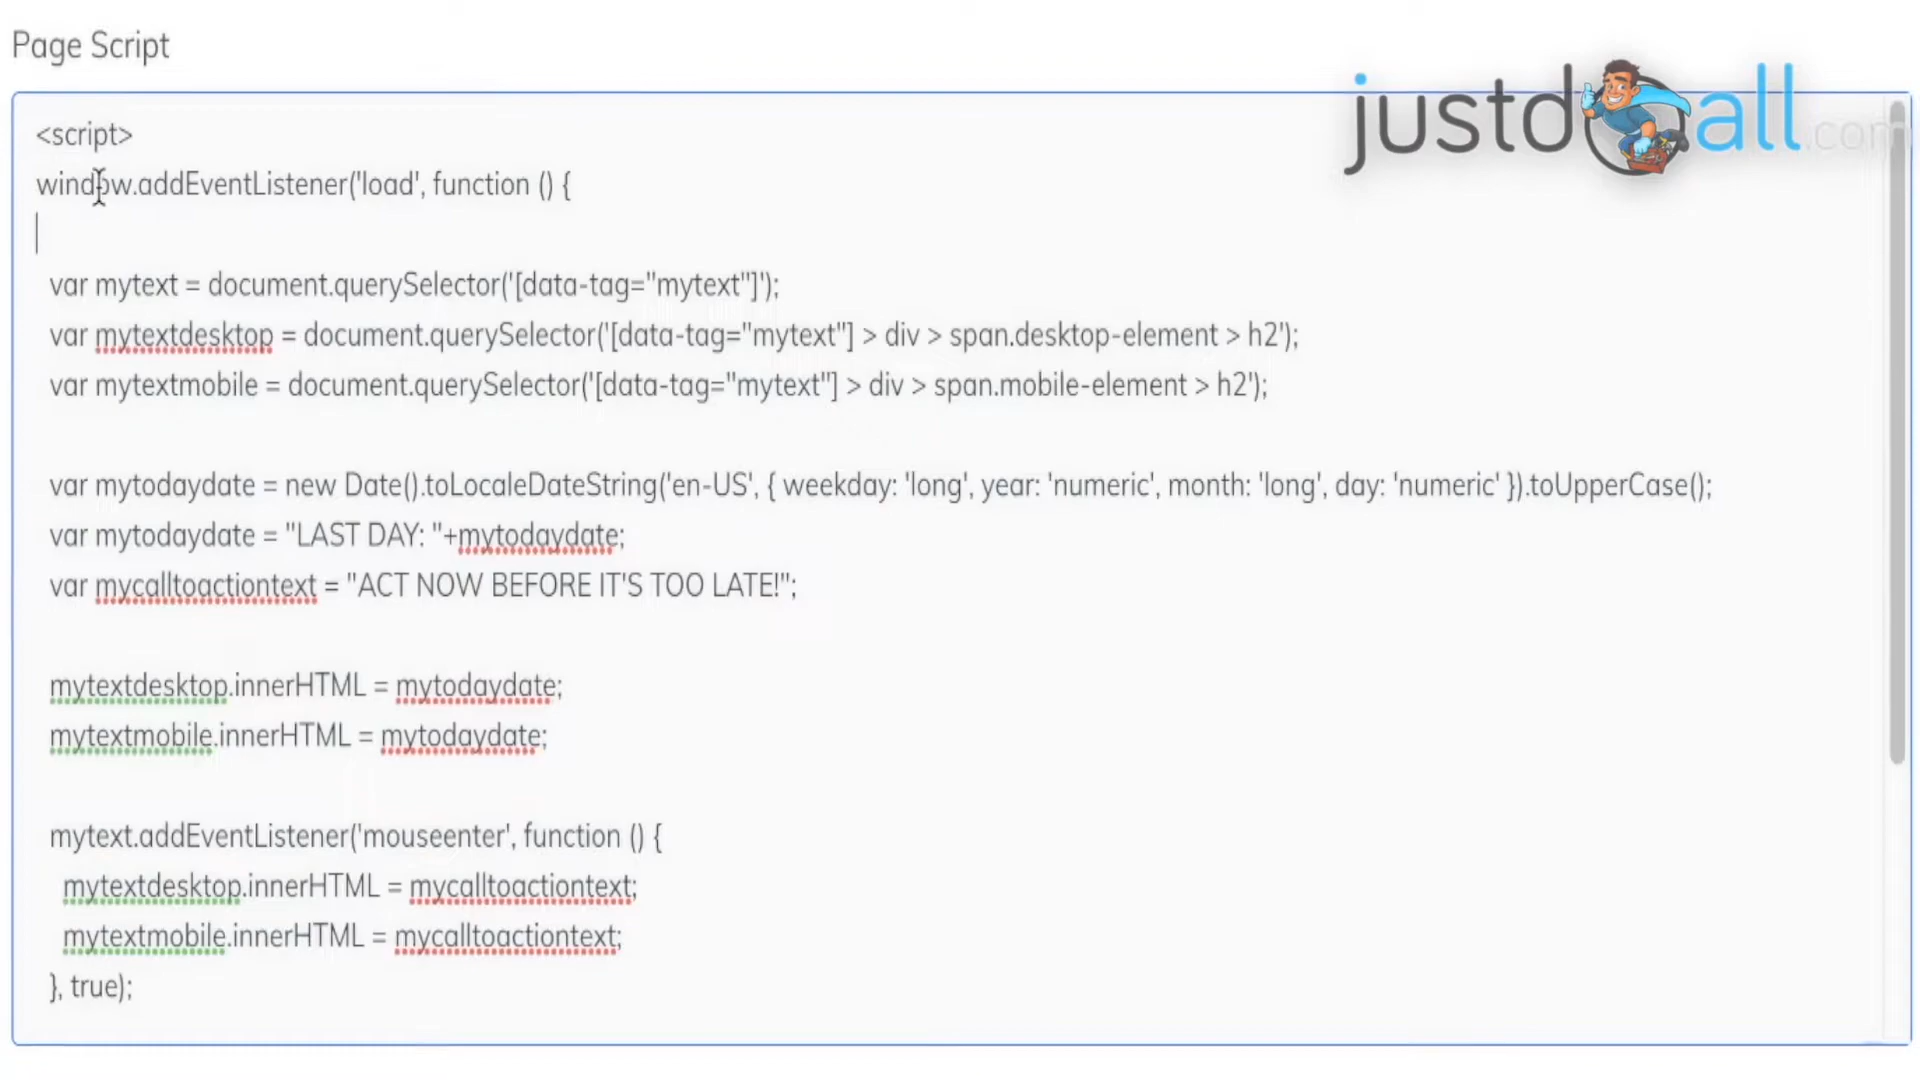 Page Script
justdoall.com
<script>
window.addEventListener('load', function () {
var mytext = document.querySelector('[data-tag="mytext"]');
var mytextdesktop = document.querySelector('[data-tag="mytext"] > div > span.desktop-element > h2');
var mytextmobile = document.querySelector('[data-tag="mytext"] > div > span.mobile-element > h2');
var mytodaydate = new Date().toLocaleDateString('en-US', { weekday: 'long', year: 'numeric', month: 'long', day: 'numeric' }).toUpperCase();
var mytodaydate = "LAST DAY: "+mytodaydate;
var mycalltoactiontext = "ACT NOW BEFORE IT'S TOO LATE!";
mytextdesktop.innerHTML = mytodaydate;
mytextmobile.innerHTML = mytodaydate;
mytext.addEventListener('mouseenter', function () {
mytextdesktop.innerHTML = mycalltoactiontext;
mytextmobile.innerHTML = mycalltoactiontext;
}, true);